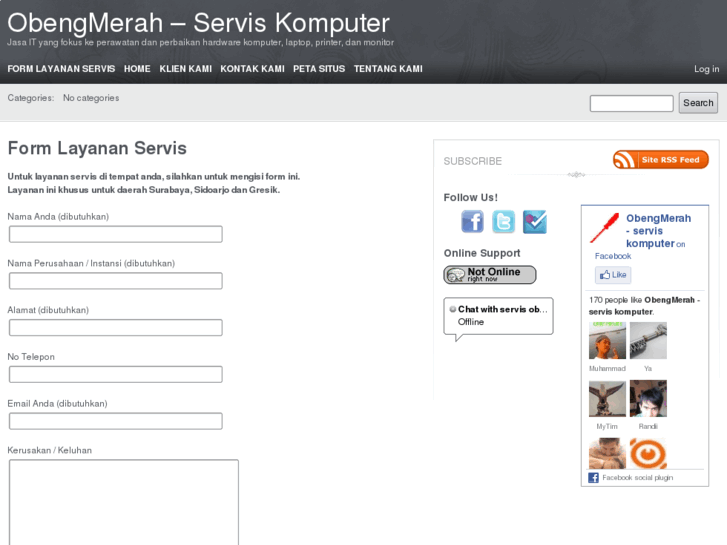 ObengMerah – Servis Komputer
Jasa IT yang fokus ke perawatan dan perbaikan hardware komputer, laptop, printer, dan monitor
FORM LAYANAN SERVIS HOME KLIEN KAMI KONTAK KAMI PETA SITUS TENTANG KAMI Log in
Categories: No categories Search
Form Layanan Servis
Untuk layanan servis di tempat anda, silahkan untuk mengisi form ini.
Layanan ini khusus untuk daerah Surabaya, Sidoarjo dan Gresik.
Nama Anda (dibutuhkan)
Nama Perusahaan / Instansi (dibutuhkan)
Alamat (dibutuhkan)
No Telepon
Email Anda (dibutuhkan)
Kerusakan / Keluhan
SUBSCRIBE
Site RSS Feed
Follow Us!
Online Support
Not Online
right now
Chat with servis ob...
Offline
ObengMerah
- servis
komputer on
Facebook
Like
170 people like ObengMerah -
servis komputer.
Muhammad Ya
MyTim Randi
Facebook social plugin